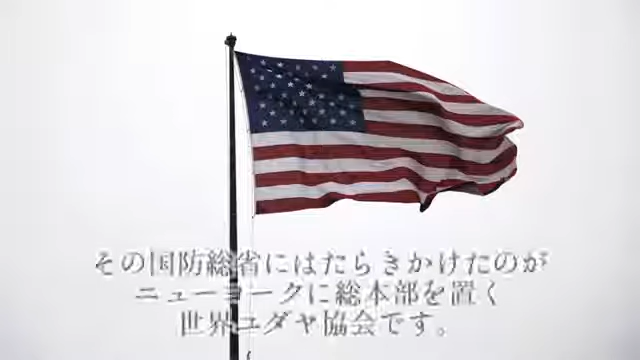 その国防総省にはたらきかけたのが
ニューヨークに総本部を置く
世界ユダヤ協会です。